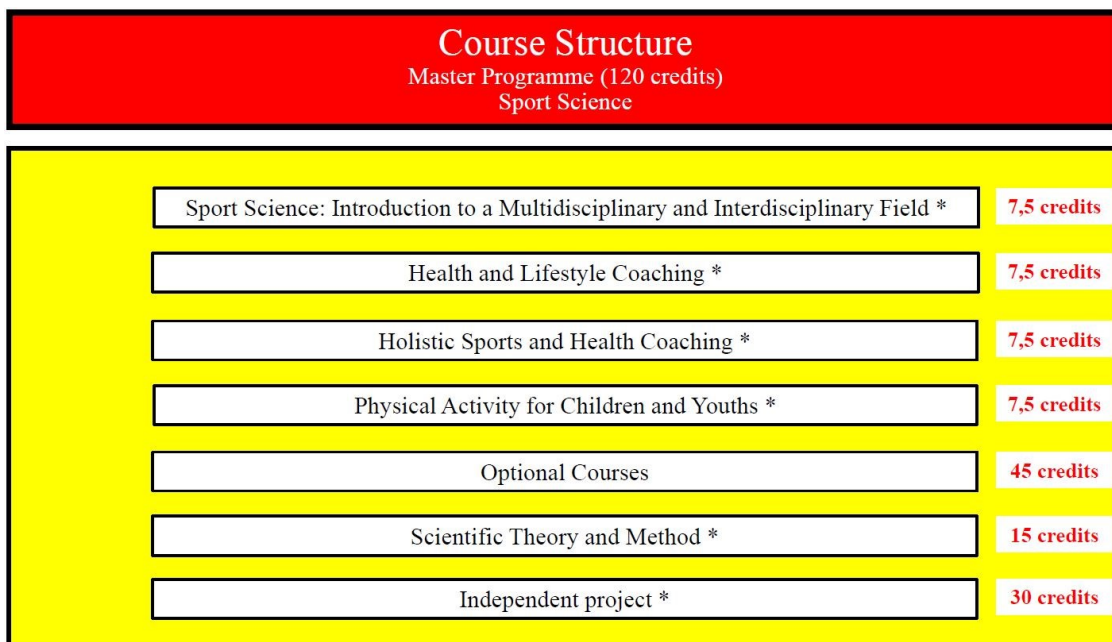 Course Structure
Master Programme (120 credits)
Sport Science
Sport Science: Introduction to a Multidisciplinary and Interdisciplinary Field * 7,5 credits
Health and Lifestyle Coaching * 7,5 credits
Holistic Sports and Health Coaching * 7,5 credits
Physical Activity for Children and Youths * 7,5 credits
Optional Courses 45 credits
Scientific Theory and Method * 15 credits
Independent project * 30 credits